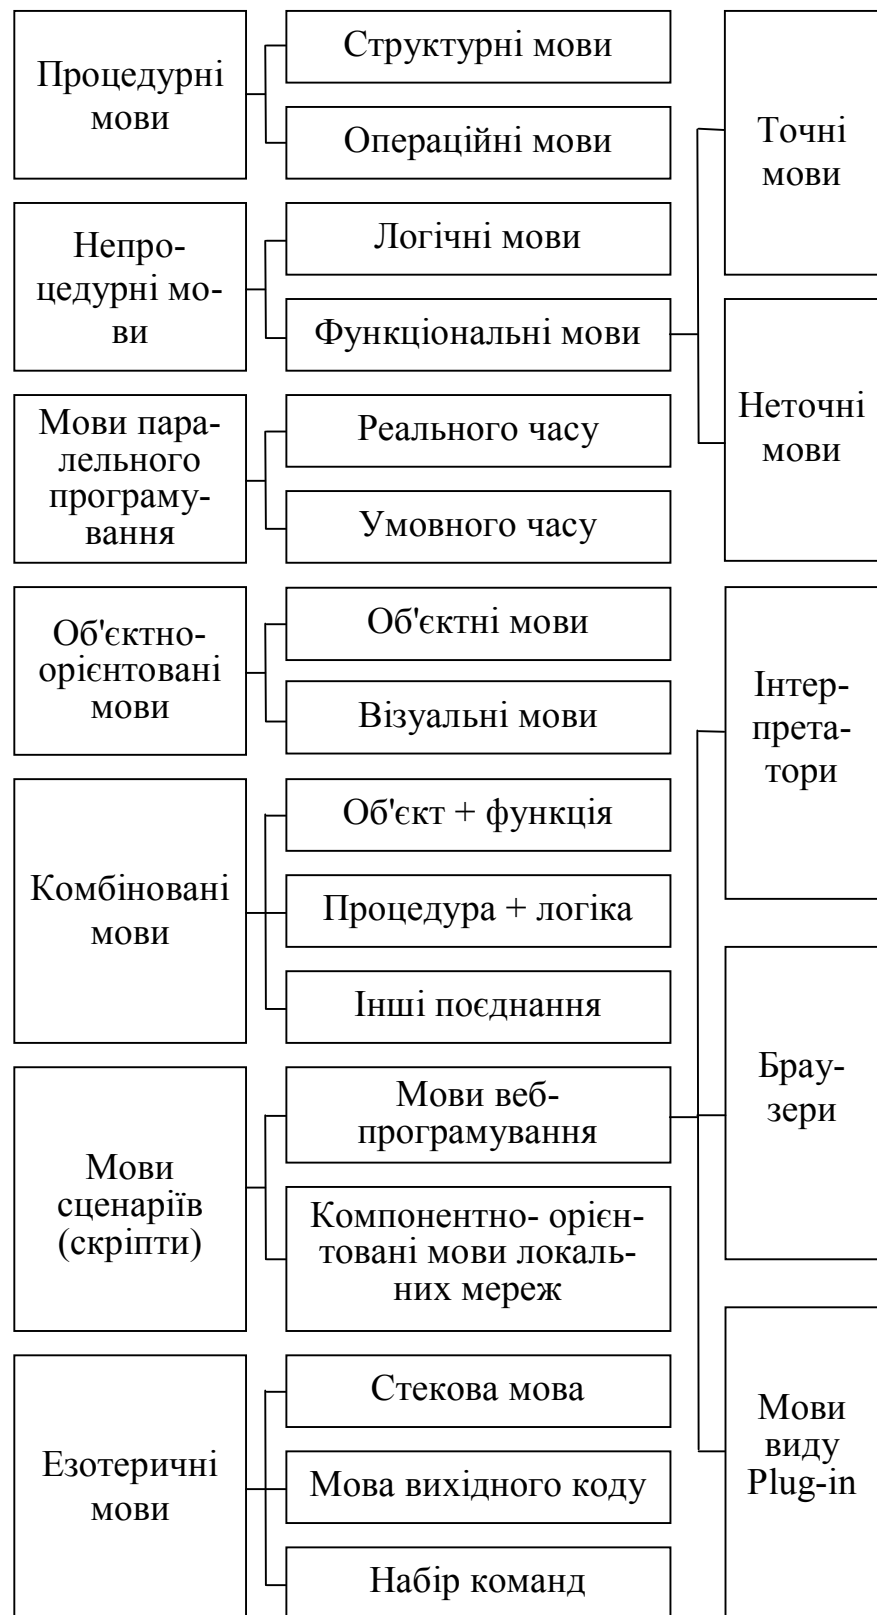 Процедурні
мови
Структурні мови
Операційні мови
Точні
мови
Непро-
цедурні мо-
ви
Логічні мови
Функціональні мови
Неточні
мови
Мови пара-
лельного
програму-
вання
Реального часу
Умовного часу
Об'єктно-
орієнтовані
мови
Об'єктні мови
Візуальні мови
Інтер-
прета-
тори
Комбіновані
мови
Об'єкт + функція
Процедура + логіка
Інші поєднання
Брау-
зери
Мови
сценаріїв
(скріпти)
Мови веб-
програмування
Компонентно- орієн-
товані мови локаль-
них мереж
Мови
виду
Plug-in
Езотеричні
мови
Стекова мова
Мова вихідного коду
Набір команд